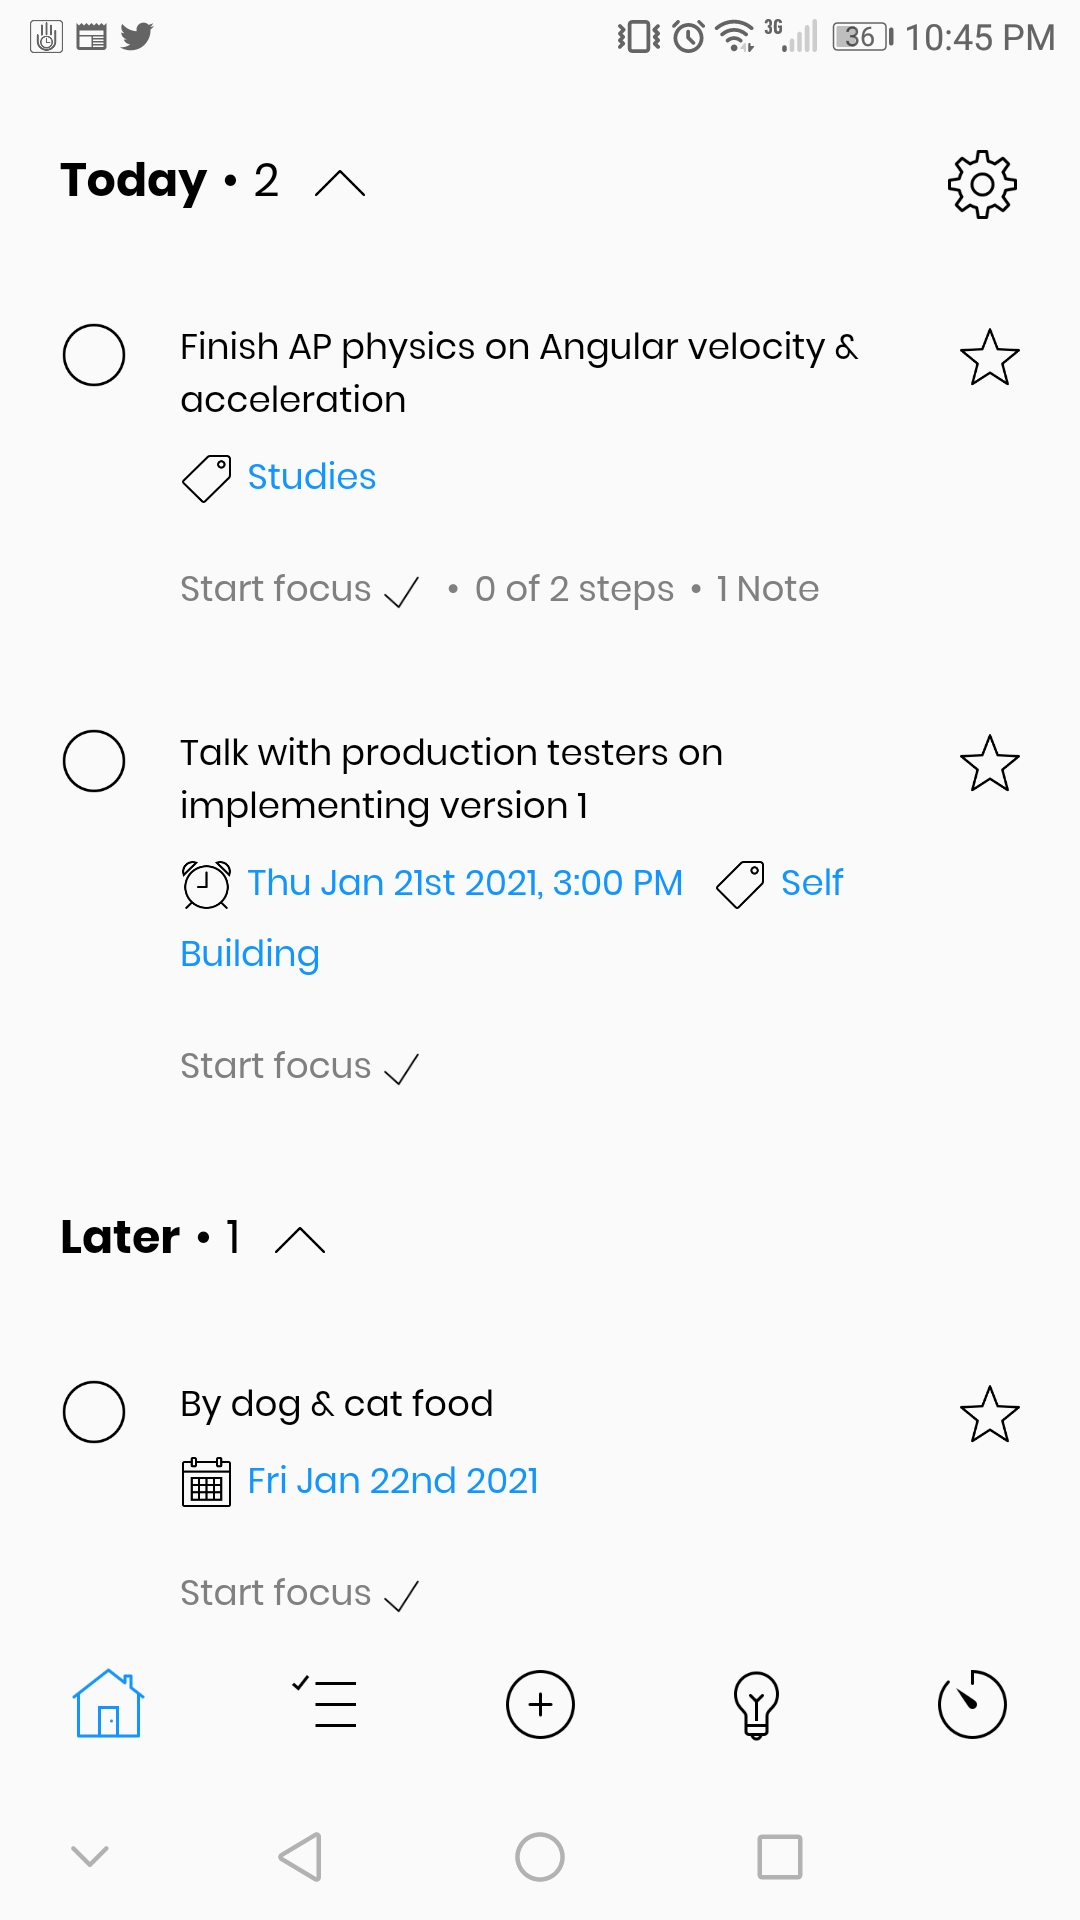 3G 36 10:45 PM
Today • 2
Finish AP physics on Angular velocity &
acceleration
Studies
Start focus • 0 of 2 steps • 1 Note
Talk with production testers on
implementing version 1
Thu Jan 21st 2021, 3:00 PM Self
Building
Start focus
Later • 1
By dog & cat food
Fri Jan 22nd 2021
Start focus